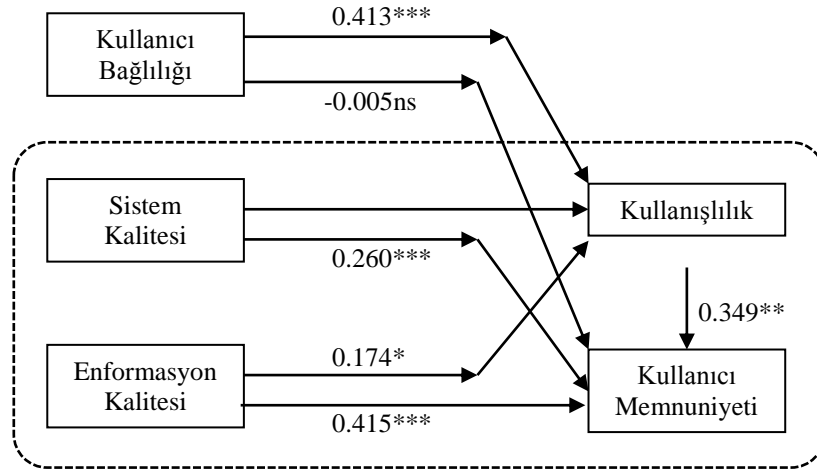 0.413***
Kullanıcı
Bağlılığı
-0.005ns
Sistem
Kalitesi
Kullanışlılık
0.260***
0.349**
0.174*
Enformasyon
Kalitesi
Kullanıcı
Memnuniyeti
0.415***